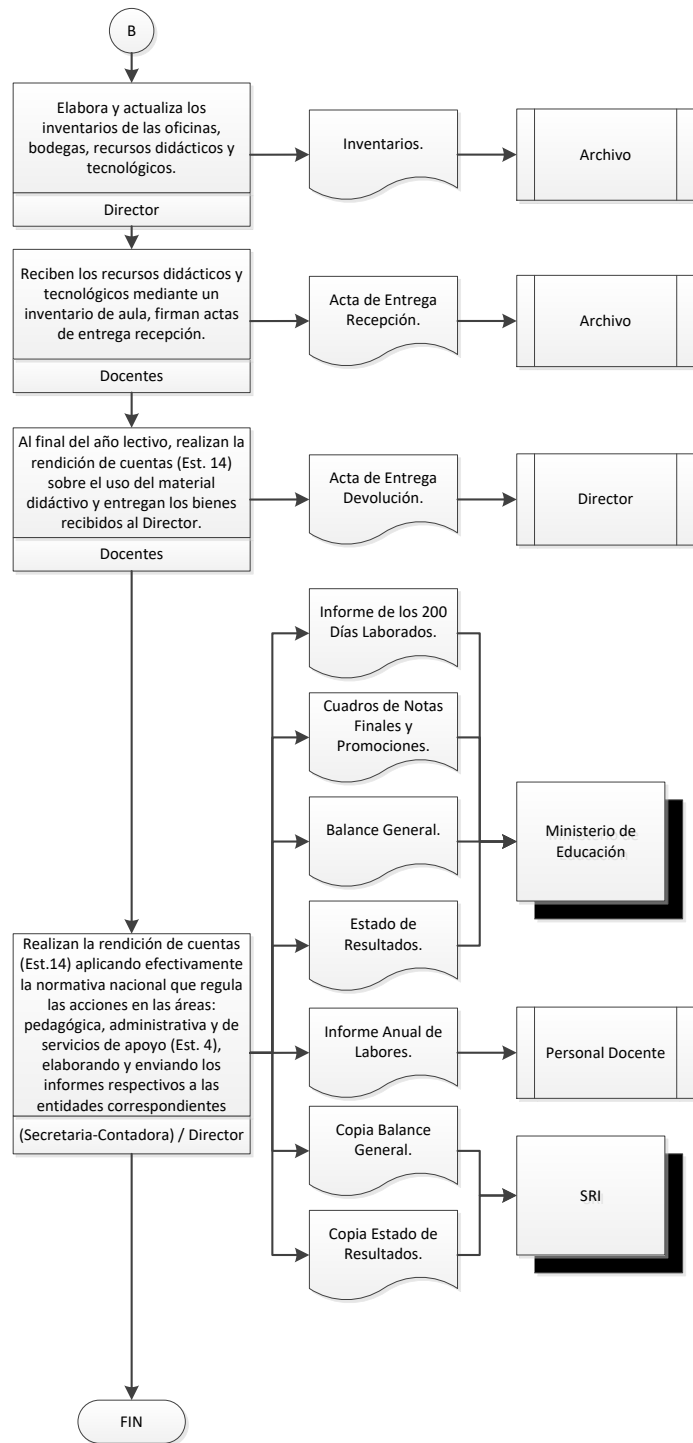 B
Elabora y actualiza los
inventarios de las oficinas,
bodegas, recursos didácticos y
tecnológicos.
Director
Inventarios.
Archivo
Reciben los recursos didácticos y
tecnológicos mediante un
inventario de aula, firman actas
de entrega recepción.
Docentes
Acta de Entrega
Recepción.
Archivo
Al final del año lectivo, realizan la
rendición de cuentas (Est. 14)
sobre el uso del material
didáctivo y entregan los bienes
recibidos al Director.
Docentes
Acta de Entrega
Devolución.
Director
Informe de los 200
Días Laborados.
Cuadros de Notas
Finales y
Promociones.
Balance General.
Estado de
Resultados.
Ministerio de
Educación
Realizan la rendición de cuentas
(Est.14) aplicando efectivamente
la normativa nacional que regula
las acciones en las áreas:
pedagógica, administrativa y de
servicios de apoyo (Est. 4),
elaborando y enviando los
informes respectivos a las
entidades correspondientes
(Secretaria-Contadora) / Director
Informe Anual de
Labores.
Personal Docente
Copia Balance
General.
Copia Estado de
Resultados.
SRI
FIN